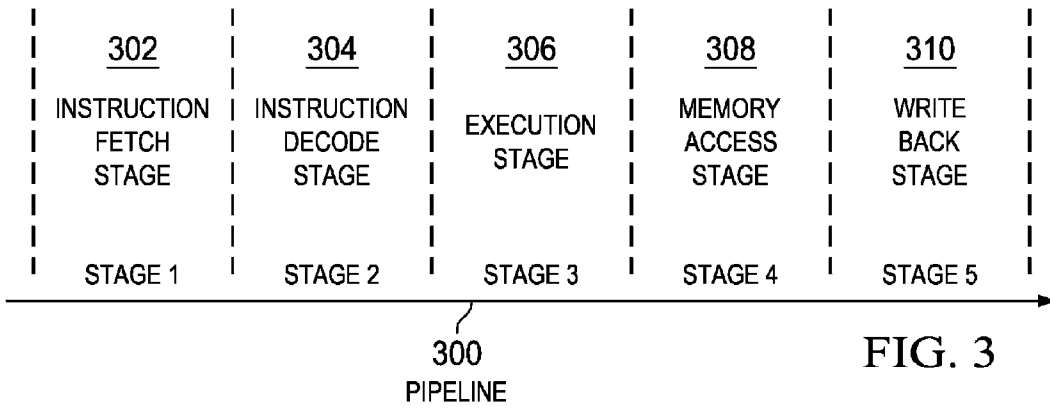 302
INSTRUCTION
FETCH
STAGE
STAGE 1
304
INSTRUCTION
DECODE
STAGE
STAGE 2
306
EXECUTION
STAGE
STAGE 3
308
MEMORY
ACCESS
STAGE
STAGE 4
310
WRITE
BACK
STAGE
STAGE 5
300
PIPELINE
FIG. 3